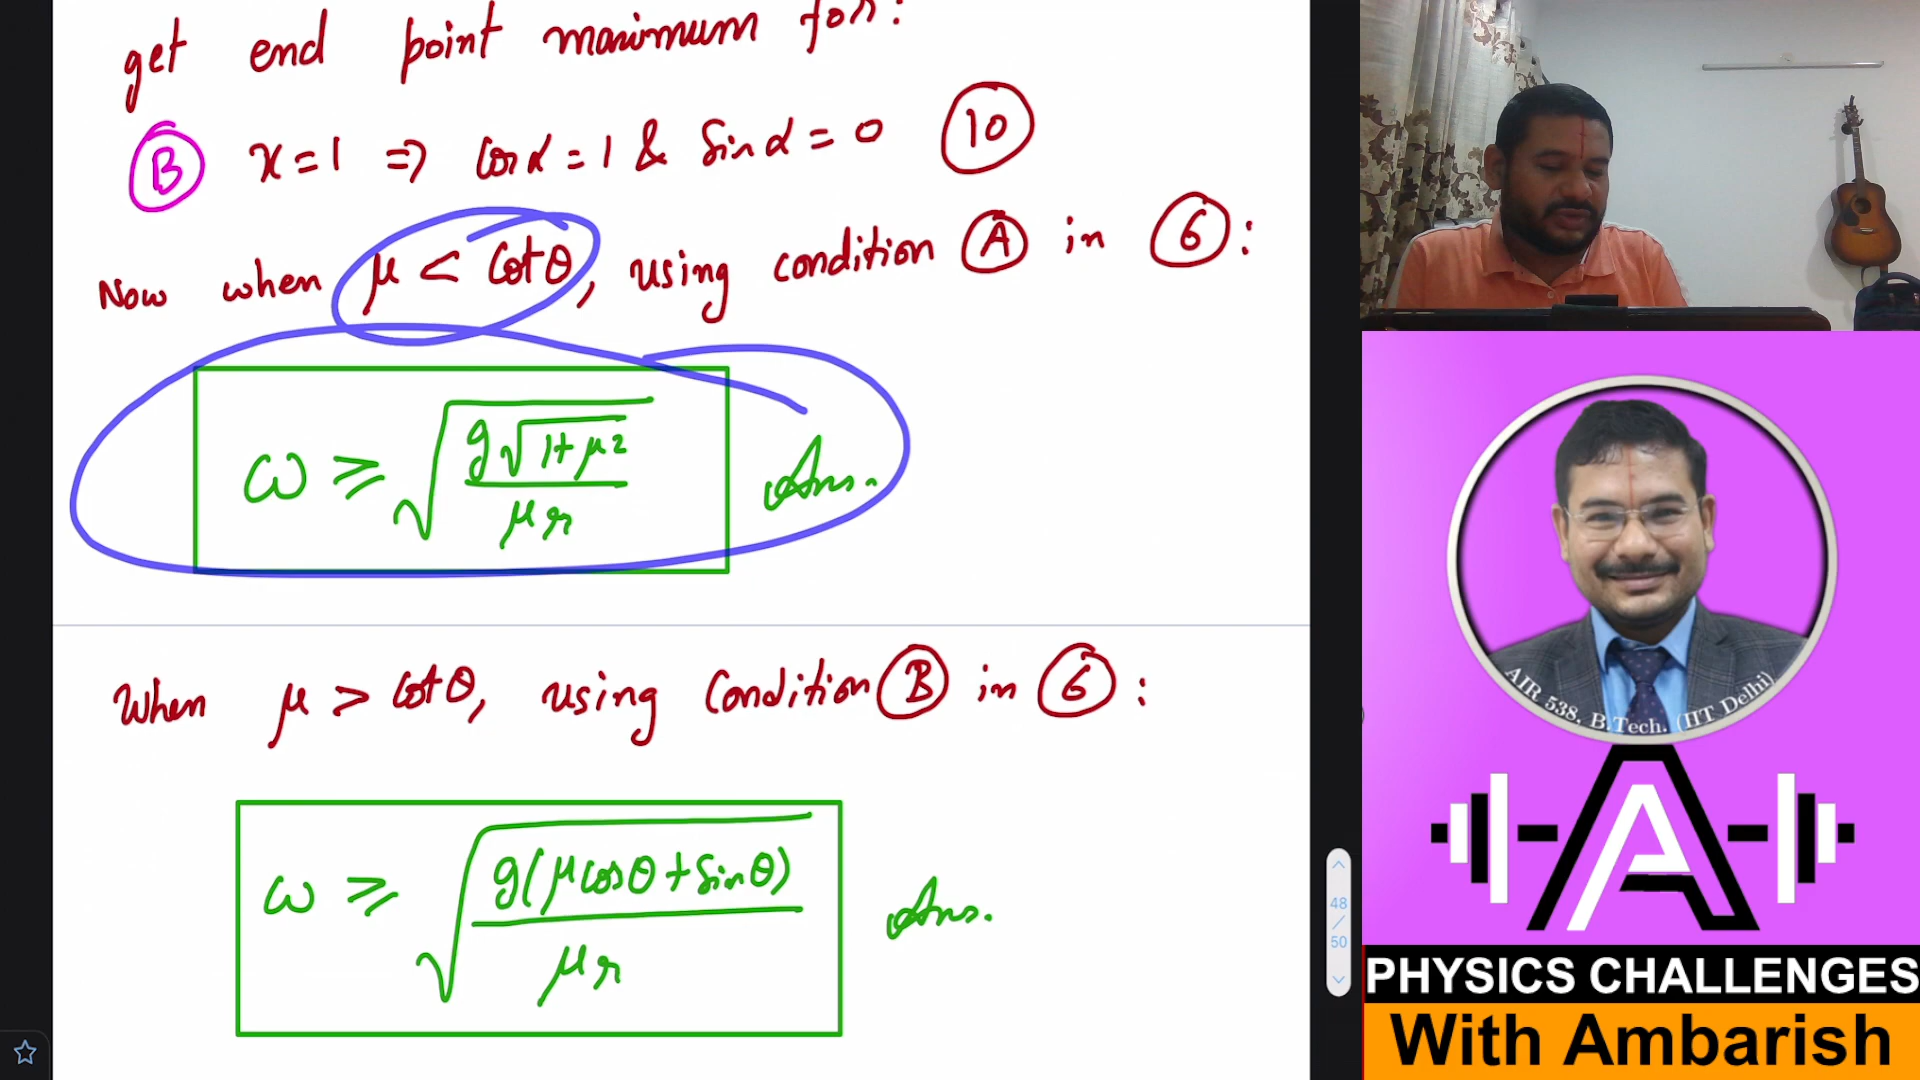 get end point maximum for:
(B) x=1 ⇒ cosα=1 & sinα=0 (10)
Now when μ < cotθ, using condition (A) in (6):
ω ≥ √(g√(1+μ²) / μr) Ans.
When μ > cotθ, using Condition (B) in (6):
ω ≥ √(g(μcosθ+sinθ) / μr) Ans.
48
/
50
AIR 538, B.Tech. (IIT Delhi)
A
PHYSICS CHALLENGES
With Ambarish